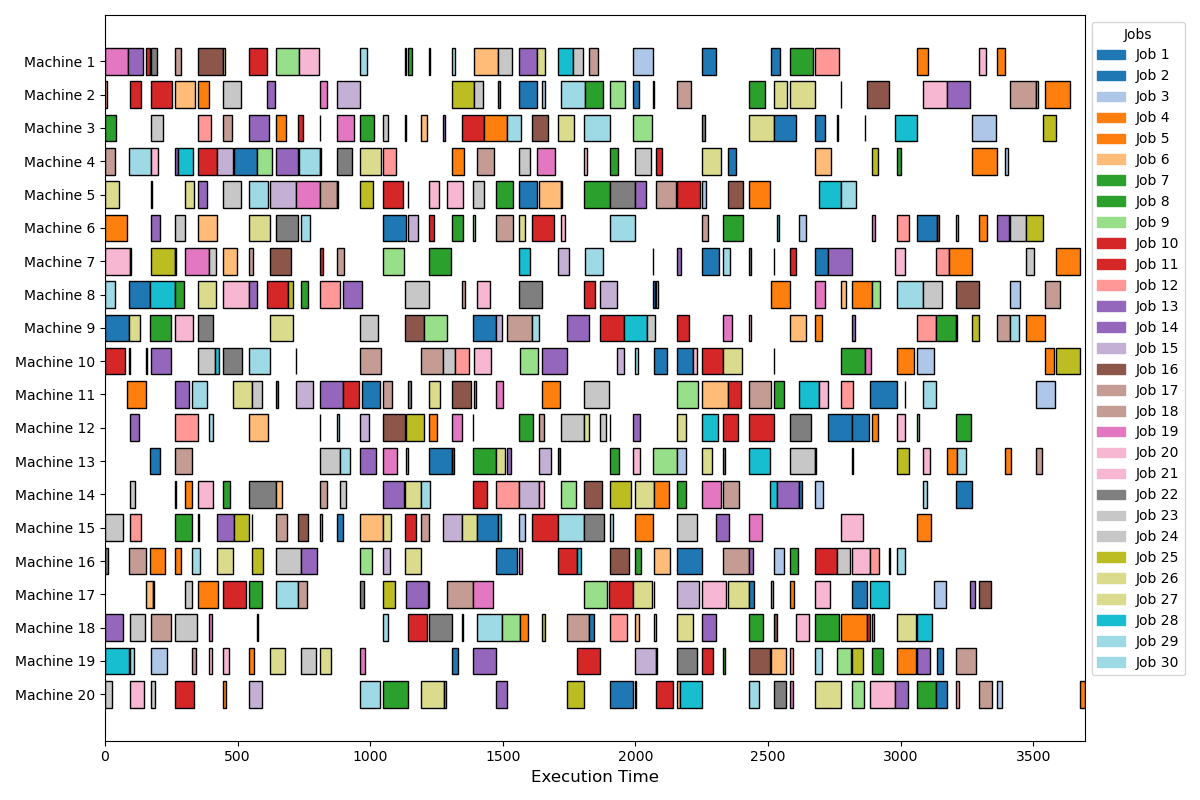 Machine 1
Machine 2
Machine 3
Machine 4
Machine 5
Machine 6
Machine 7
Machine 8
Machine 9
Machine 10
Machine 11
Machine 12
Machine 13
Machine 14
Machine 15
Machine 16
Machine 17
Machine 18
Machine 19
Machine 20
0 500 1000 1500 2000 2500 3000 3500
Execution Time
Jobs
Job 1
Job 2
Job 3
Job 4
Job 5
Job 6
Job 7
Job 8
Job 9
Job 10
Job 11
Job 12
Job 13
Job 14
Job 15
Job 16
Job 17
Job 18
Job 19
Job 20
Job 21
Job 22
Job 23
Job 24
Job 25
Job 26
Job 27
Job 28
Job 29
Job 30